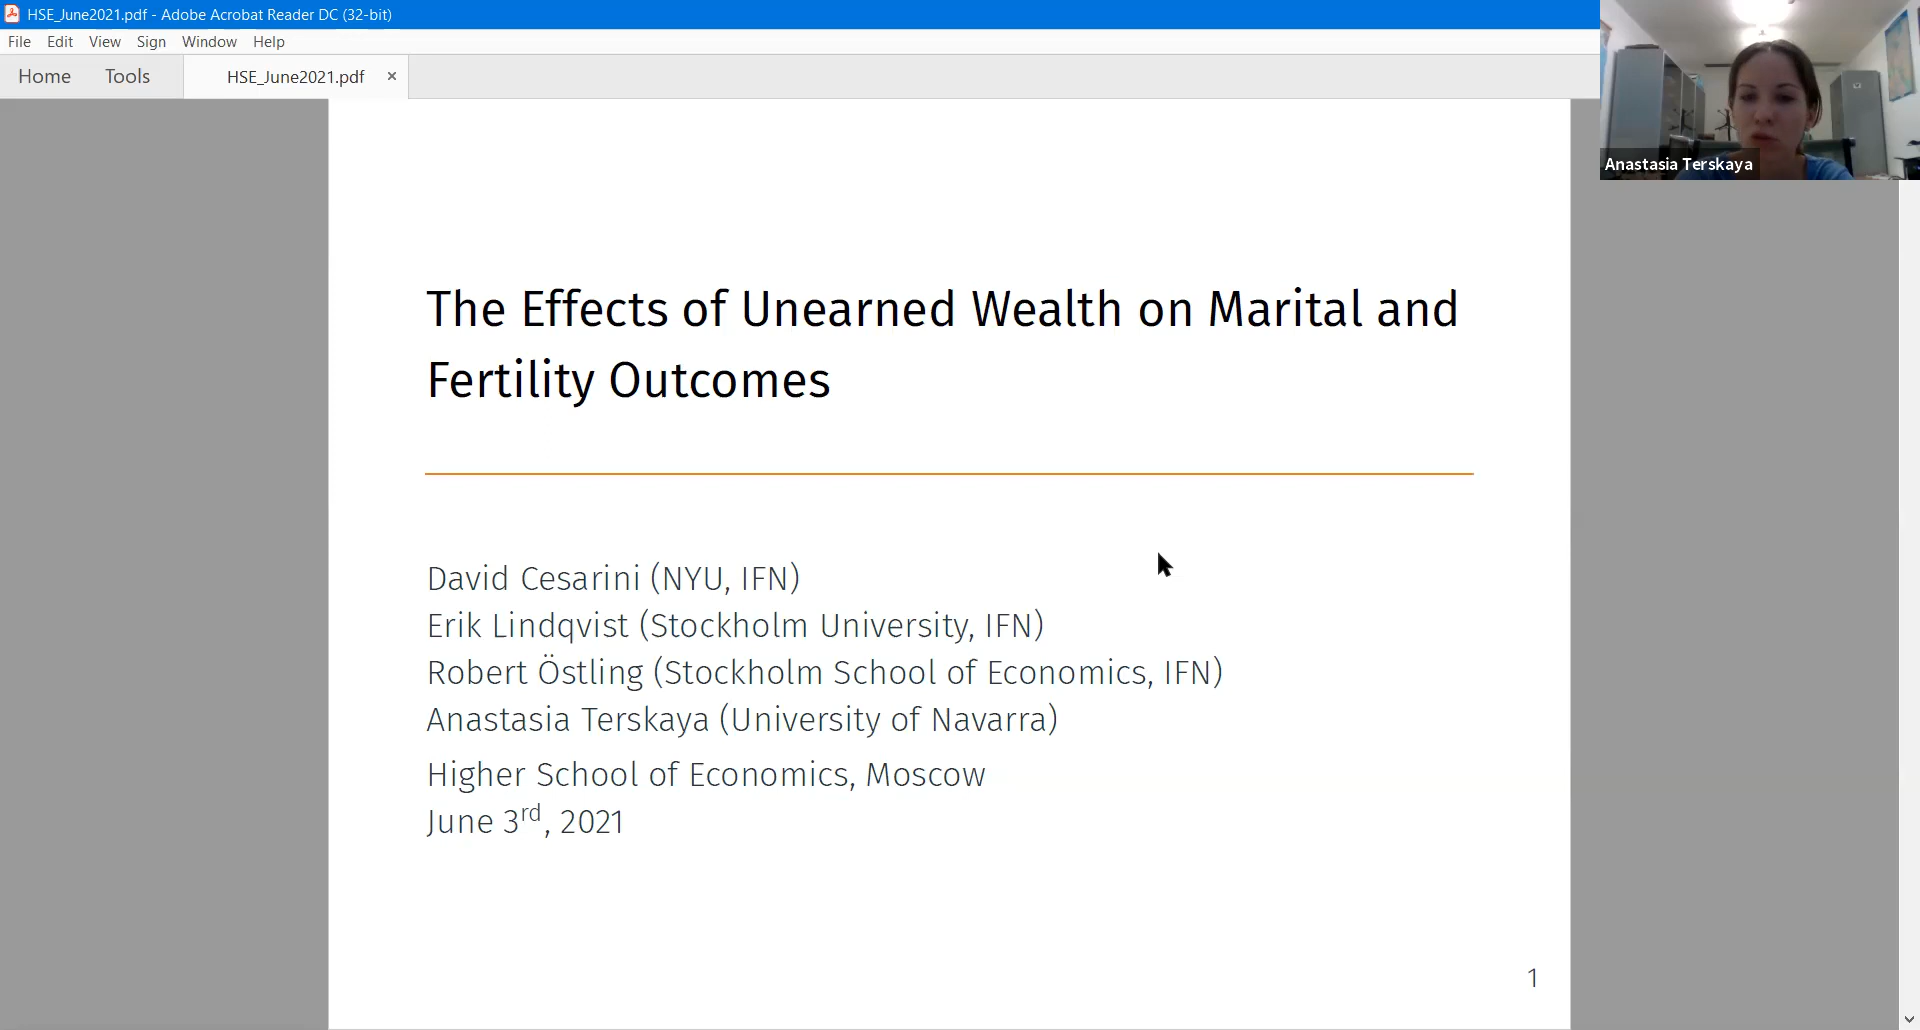 HSE_June2021.pdf - Adobe Acrobat Reader DC (32-bit)
File Edit View Sign Window Help
Home Tools HSE_June2021.pdf ×
Anastasia Terskaya
The Effects of Unearned Wealth on Marital and
Fertility Outcomes
David Cesarini (NYU, IFN)
Erik Lindqvist (Stockholm University, IFN)
Robert Östling (Stockholm School of Economics, IFN)
Anastasia Terskaya (University of Navarra)
Higher School of Economics, Moscow
June 3rd, 2021
1